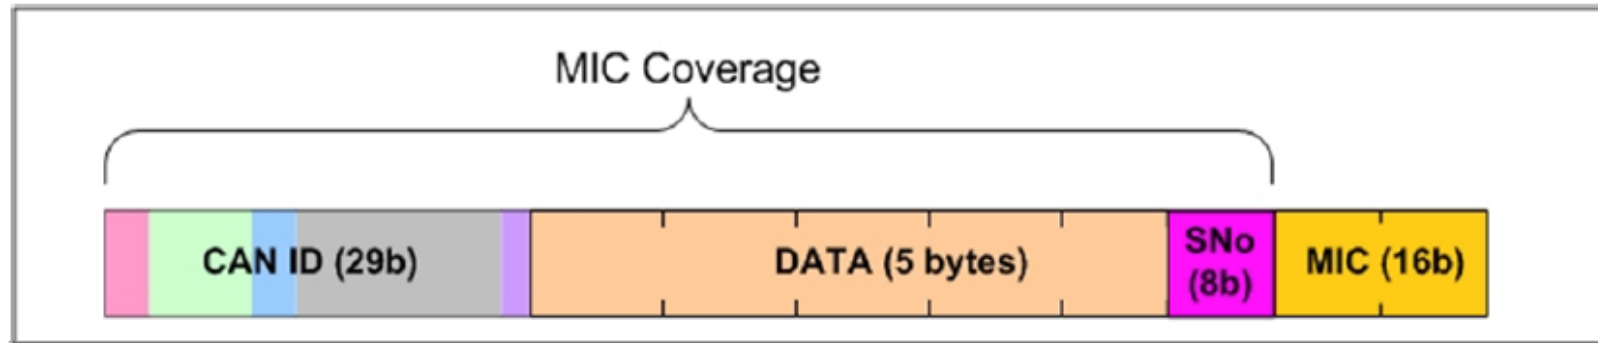 MIC Coverage
CAN ID (29b) DATA (5 bytes) SNo (8b) MIC (16b)